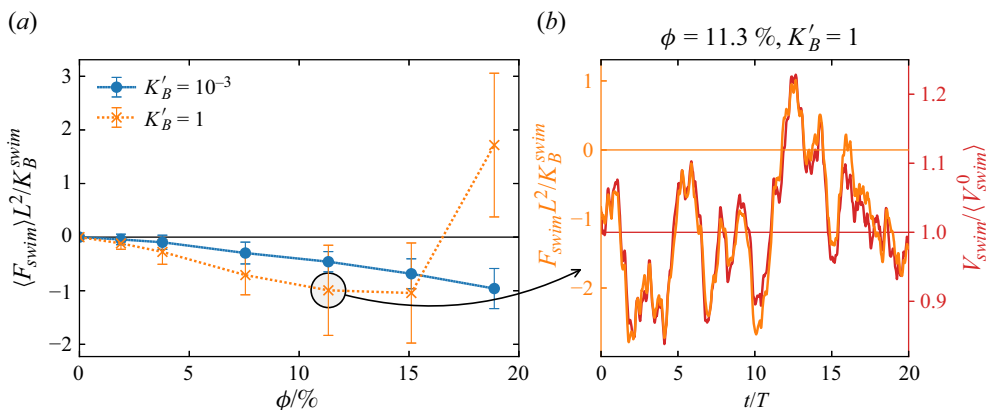 (a)
(b)
ϕ = 11.3 %, K′_B = 1
K′_B = 10⁻³
K′_B = 1
⟨F_swim⟩L²/K_B^swim
3
2
1
0
−1
−2
0
5
10
15
20
ϕ/%
F_swim L²/K_B^swim
1
0
−1
−2
0
5
10
15
20
t/T
1.2
1.1
1.0
0.9
V_swim/⟨V⁰_swim⟩